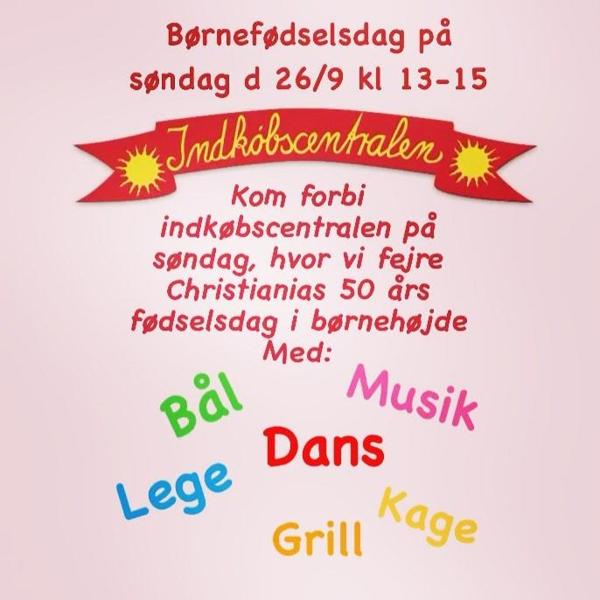 Børnefødselsdag på
søndag d 26/9 kl 13-15
Indkøbscentralen
Kom forbi
indkøbscentralen på
søndag, hvor vi fejre
Christianias 50 års
fødselsdag i børnehøjde
Med:
Bål
Musik
Dans
Lege
Kage
Grill